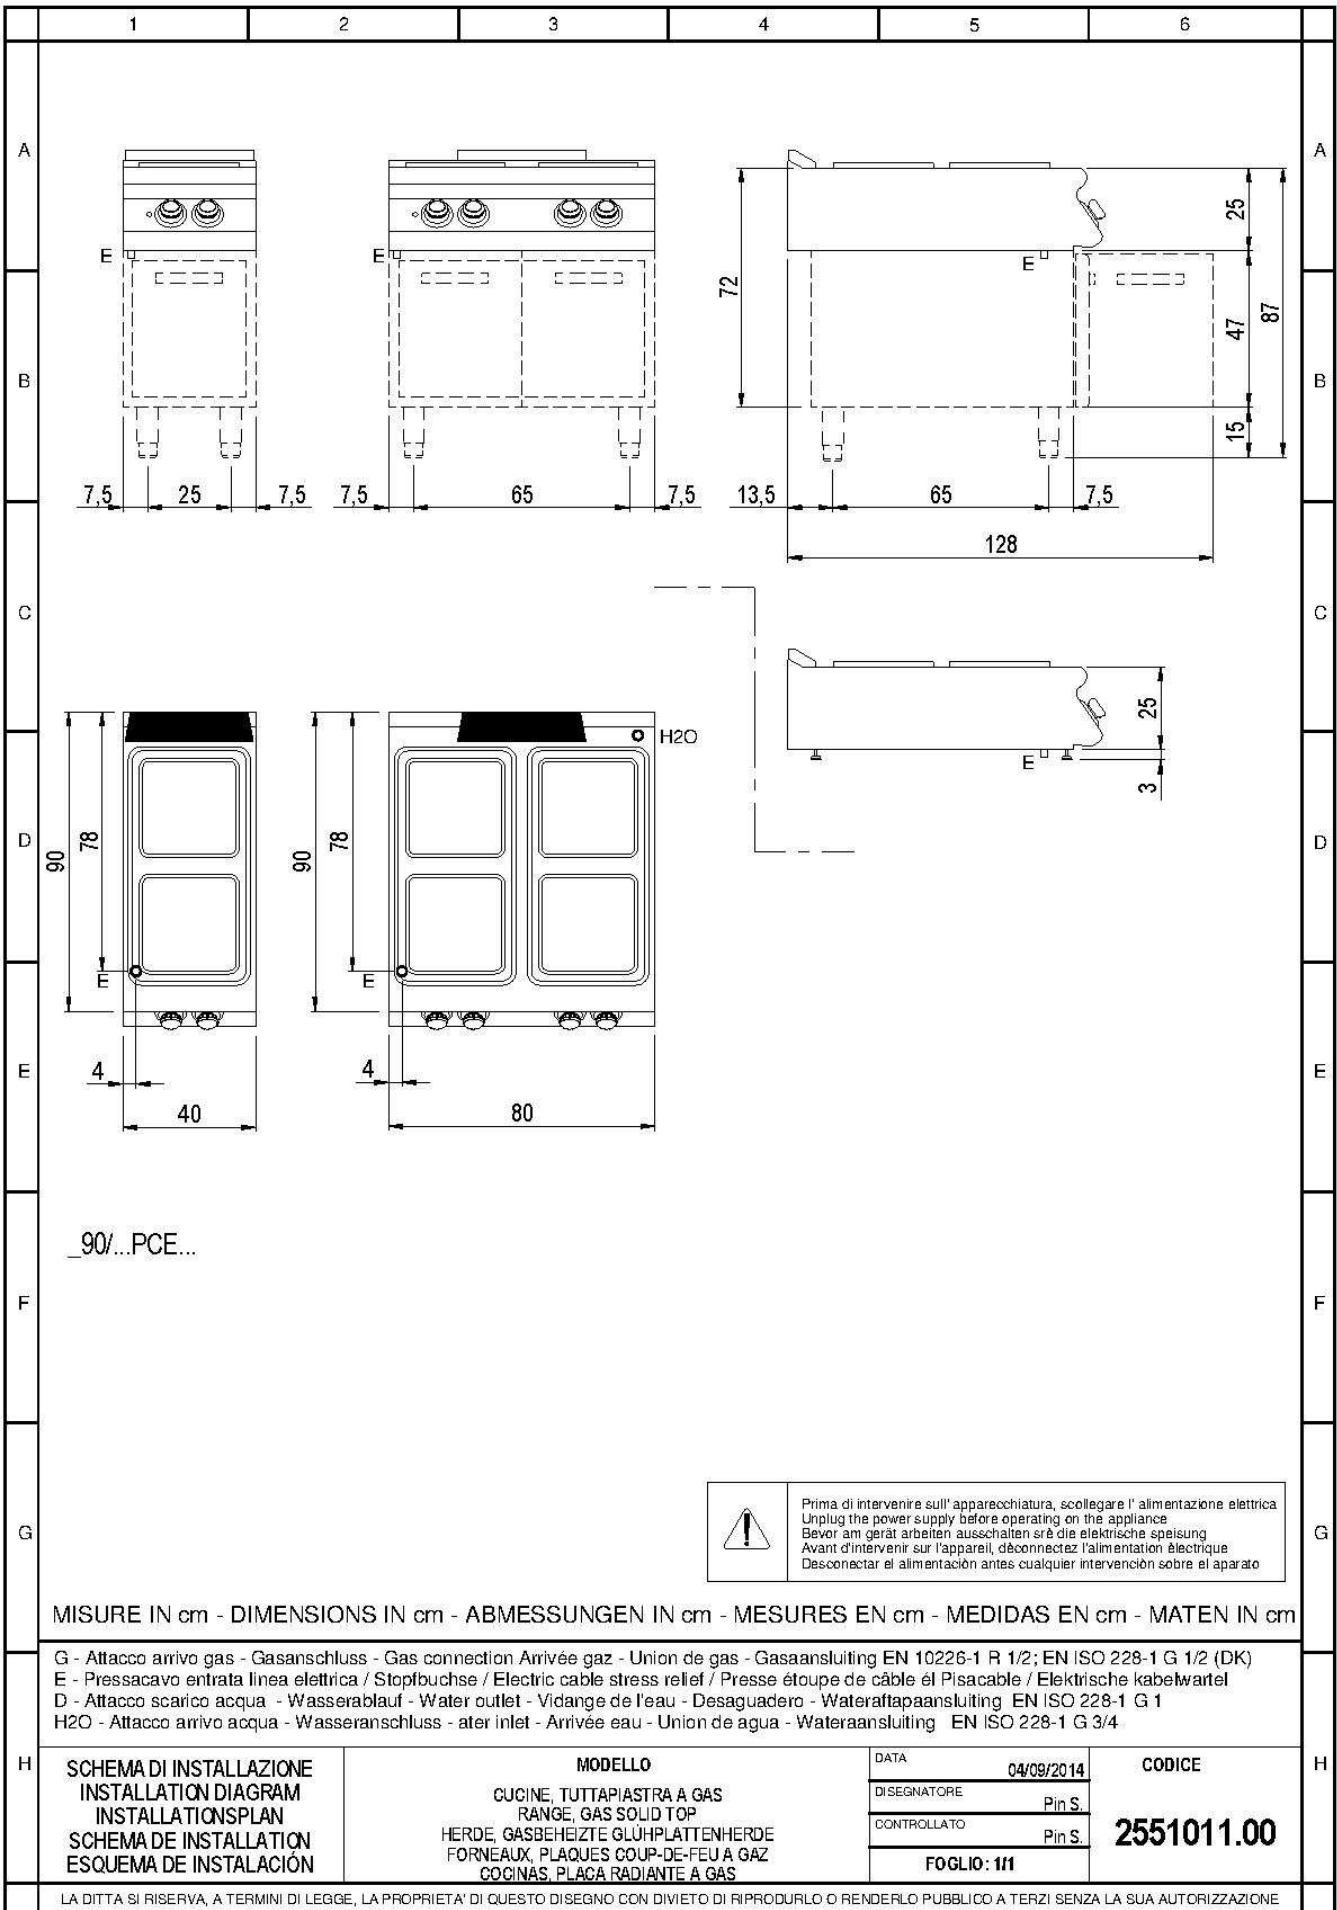 1 2 3 4 5 6
A A
25
E E E
72 47 87
B B
15
7,5 25 7,5 7,5 65 7,5 13,5 65 7,5
128
C C
25
H2O
E
3
D 90 78 90 78 D
E E
E 4 4 E
40 80
_90/...PCE...
F F
G G
Prima di intervenire sull' apparecchiatura, scollegare l' alimentazione elettrica
Unplug the power supply before operating on the appliance
Bevor am gerät arbeiten ausschalten srè die elektrische speisung
Avant d'intervenir sur l'appareil, dèconnectez l'alimentation èlectrique
Desconectar el alimentaciòn antes cualquier intervenciòn sobre el aparato
MISURE IN cm - DIMENSIONS IN cm - ABMESSUNGEN IN cm - MESURES EN cm - MEDIDAS EN cm - MATEN IN cm
G - Attacco arrivo gas - Gasanschluss - Gas connection Arrivée gaz - Union de gas - Gasaansluiting EN 10226-1 R 1/2; EN ISO 228-1 G 1/2 (DK)
E - Pressacavo entrata linea elettrica / Stopfbuchse / Electric cable stress relief / Presse étoupe de câble él Pisacable / Elektrische kabelwartel
D - Attacco scarico acqua - Wasserablauf - Water outlet - Vidange de l'eau - Desaguadero - Wateraftapaansluiting EN ISO 228-1 G 1
H2O - Attacco arrivo acqua - Wasseranschluss - ater inlet - Arrivée eau - Union de agua - Wateraansluiting EN ISO 228-1 G 3/4
H H
SCHEMA DI INSTALLAZIONE
INSTALLATION DIAGRAM
INSTALLATIONSPLAN
SCHEMA DE INSTALLATION
ESQUEMA DE INSTALACIÓN
MODELLO
CUCINE, TUTTAPIASTRA A GAS
RANGE, GAS SOLID TOP
HERDE, GASBEHEIZTE GLÜHPLATTENHERDE
FORNEAUX, PLAQUES COUP-DE-FEU A GAZ
COCINAS, PLACA RADIANTE A GAS
DATA 04/09/2014
DISEGNATORE Pin S.
CONTROLLATO Pin S.
FOGLIO: 1/1
CODICE
2551011.00
LA DITTA SI RISERVA, A TERMINI DI LEGGE, LA PROPRIETA' DI QUESTO DISEGNO CON DIVIETO DI RIPRODURLO O RENDERLO PUBBLICO A TERZI SENZA LA SUA AUTORIZZAZIONE